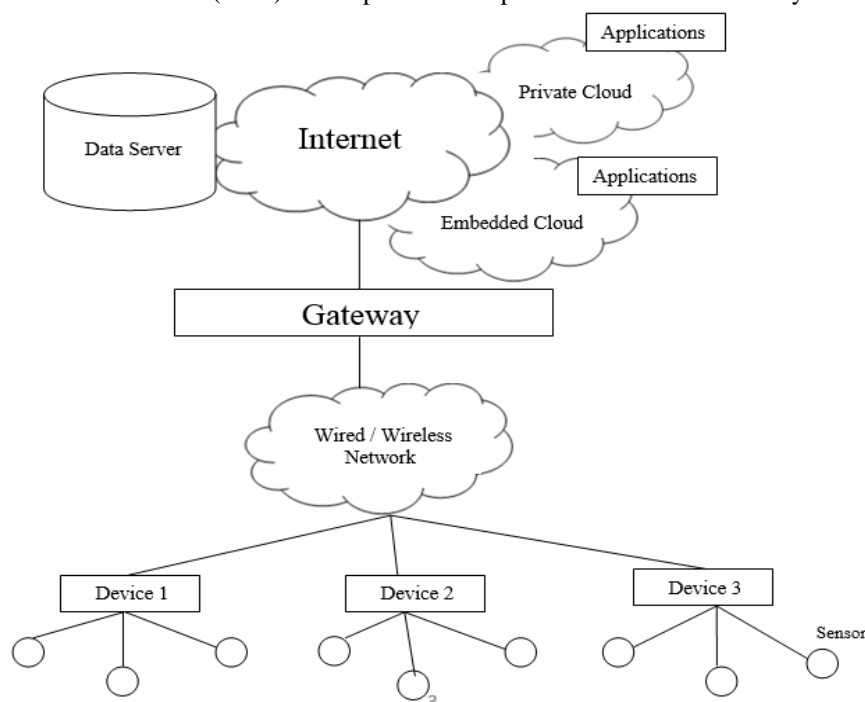 Applications
Private Cloud
Internet
Data Server
Applications
Embedded Cloud
Gateway
Wired / Wireless
Network
Device 1
Device 2
Device 3
Sensor
3